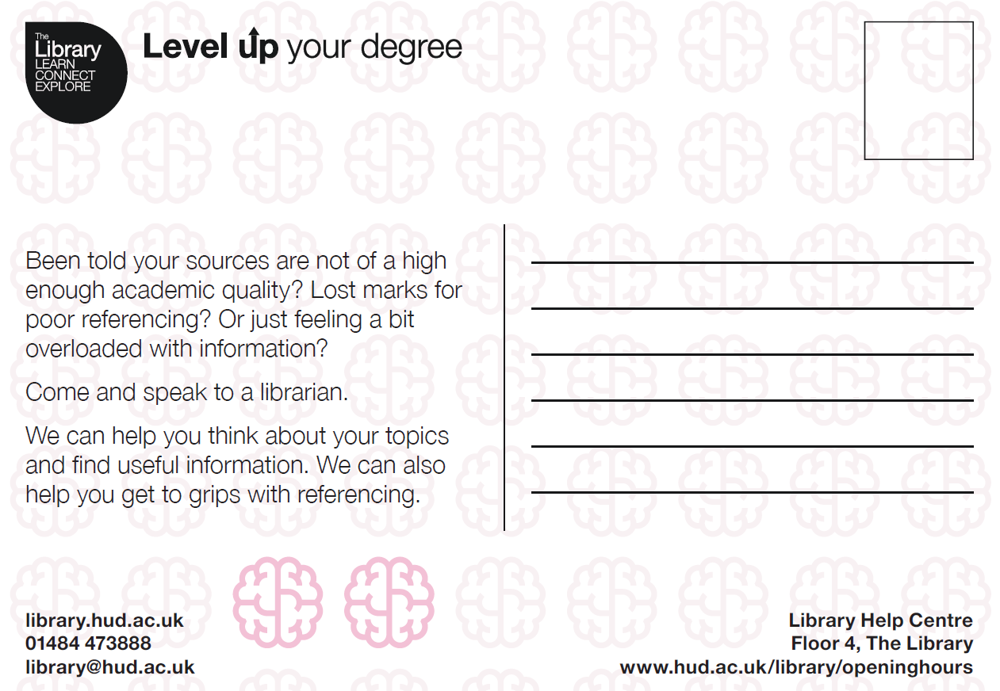 The
Library
LEARN
CONNECT
EXPLORE
Level up your degree
Been told your sources are not of a high
enough academic quality? Lost marks for
poor referencing? Or just feeling a bit
overloaded with information?
Come and speak to a librarian.
We can help you think about your topics
and find useful information. We can also
help you get to grips with referencing.
library.hud.ac.uk
01484 473888
library@hud.ac.uk
Library Help Centre
Floor 4, The Library
www.hud.ac.uk/library/openinghours